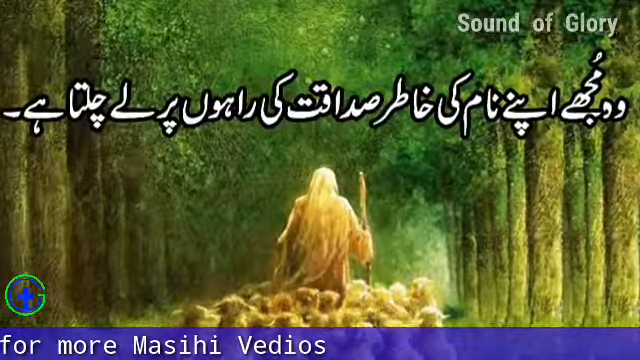 Sound of Glory
وہ مُجھے اپنے نام کی خاطر صداقت کی راہوں پر لے چلتا ہے۔
for more Masihi Vedios